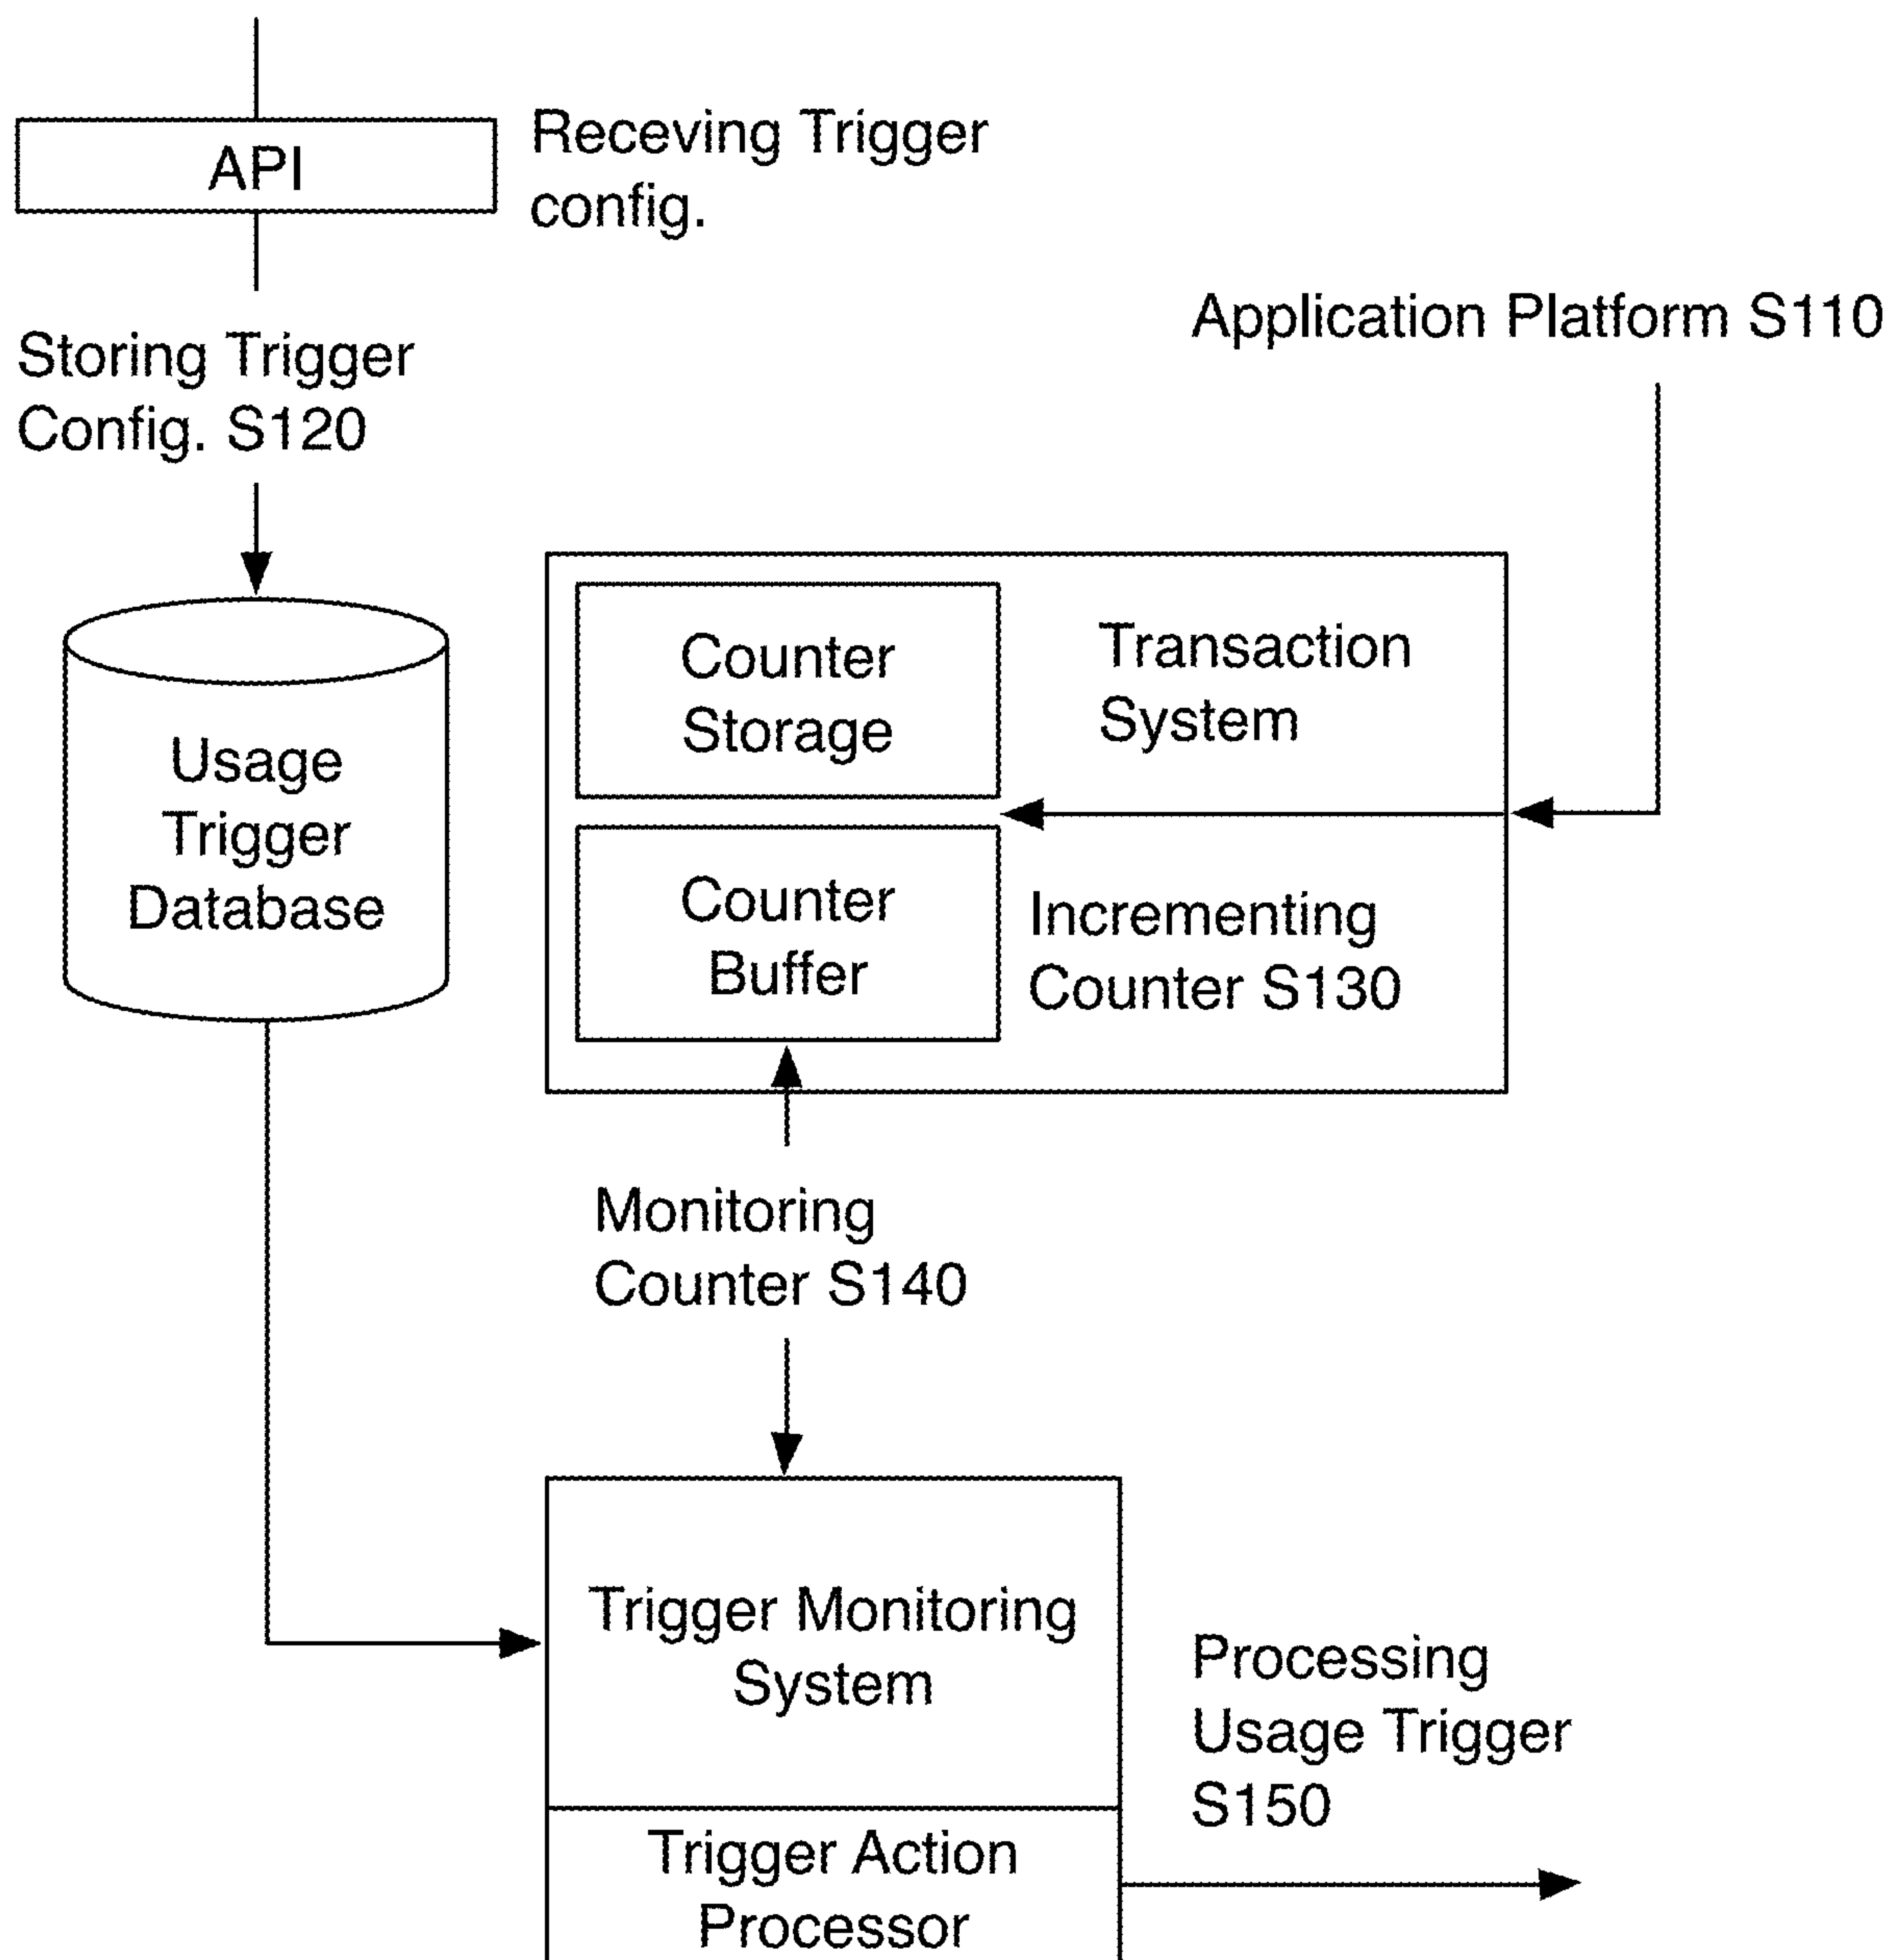 API
Receving Trigger
config.
Storing Trigger
Config. S120
Application Platform S110
Usage
Trigger
Database
Counter
Storage
Transaction
System
Counter
Buffer
Incrementing
Counter S130
Monitoring
Counter S140
Trigger Monitoring
System
Processing
Usage Trigger
S150
Trigger Action
Processor